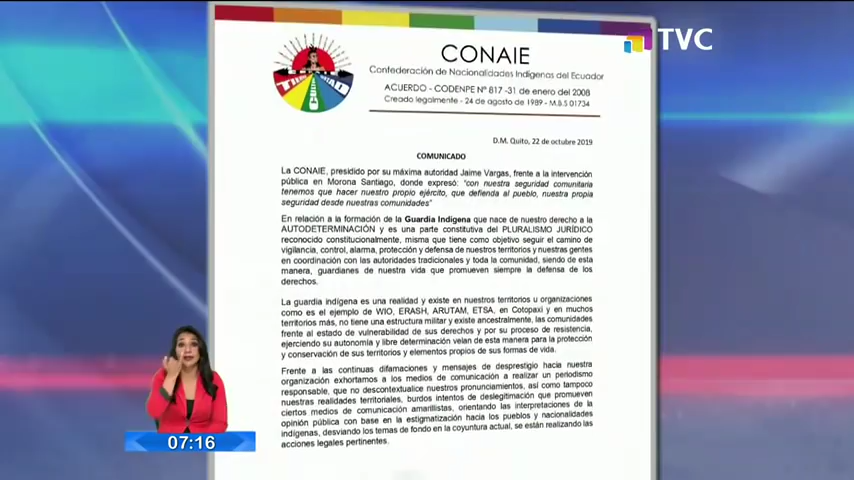 TVC
CONAIE
Confederación de Nacionalidades Indígenas del Ecuador
ACUERDO - CODENPE Nº 817 -31 de enero del 2008
Creado legalmente - 24 de agosto de 1989 - M.B.S 01734
D.M. Quito, 22 de octubre 2019
COMUNICADO
La CONAIE, presidido por su máxima autoridad Jaime Vargas, frente a la intervención
pública en Morona Santiago, donde expresó: "con nuestra seguridad comunitaria
tenemos que hacer nuestro propio ejército, que defienda al pueblo, nuestra propia
seguridad desde nuestras comunidades"
En relación a la formación de la Guardia Indígena que nace de nuestro derecho a la
AUTODETERMINACIÓN y es una parte constitutiva del PLURALISMO JURÍDICO
reconocido constitucionalmente, misma que tiene como objetivo seguir el camino de
vigilancia, control, alarma, protección y defensa de nuestros territorios y nuestras gentes
en coordinación con las autoridades tradicionales y toda la comunidad, siendo de esta
manera, guardianes de nuestra vida que promueven siempre la defensa de los
derechos.
La guardia indígena es una realidad y existe en nuestros territorios u organizaciones
como es el ejemplo de WIO, ERASH, ARUTAM, ETSA, en Cotopaxi y en muchos
territorios más, no tiene una estructura militar y existe ancestralmente, las comunidades
frente al estado de vulnerabilidad de sus derechos y por su proceso de resistencia,
ejerciendo su autonomía y libre determinación velan de esta manera para la protección
y conservación de sus territorios y elementos propios de sus formas de vida.
Frente a las continuas difamaciones y mensajes de desprestigio hacia nuestra
organización exhortamos a los medios de comunicación a realizar un periodismo
responsable, que no descontextualice nuestros pronunciamientos, así como tampoco
nuestras realidades territoriales, burdos intentos de deslegitimación que promueven
ciertos medios de comunicación amarillistas, orientando las interpretaciones de la
opinión pública con base en la estigmatización hacia los pueblos y nacionalidades
indígenas, desviando los temas de fondo en la coyuntura actual, se están realizando las
acciones legales pertinentes.
07:16